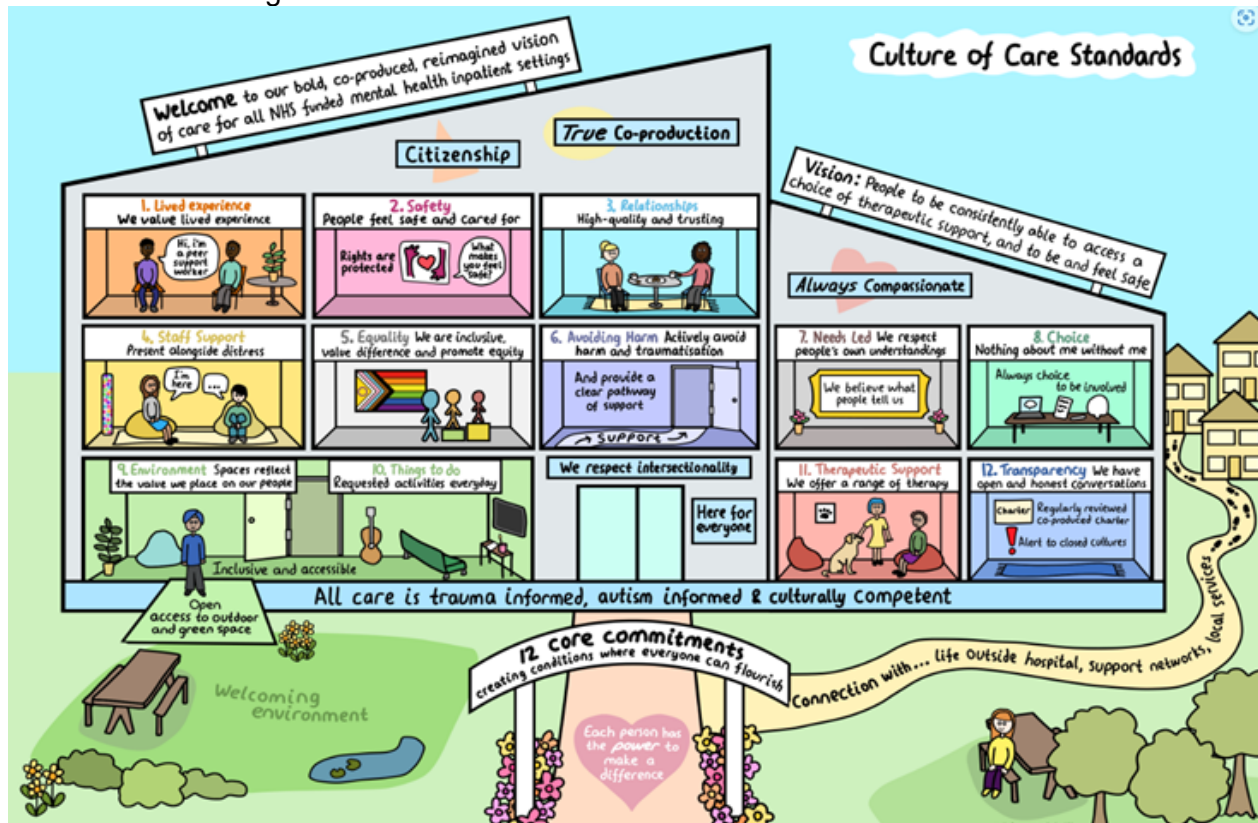 Culture of Care Standards
Welcome to our bold, co-produced, reimagined vision
of care for all NHS funded mental health inpatient settings
Citizenship
True Co-production
Vision: People to be consistently able to access a
choice of therapeutic support, and to be and feel safe
Always Compassionate
1. Lived experience
We value lived experience
Hi, I'm
a peer
support
worker
2. Safety
People feel safe and cared for
Rights are
protected
What
makes
you feel
safe?
3. Relationships
High-quality and trusting
4. Staff Support
Present alongside distress
I'm
here
...
5. Equality We are inclusive,
value difference and promote equity
6. Avoiding Harm Actively avoid
harm and traumatisation
And provide a
clear pathway
of support
SUPPORT
7. Needs Led We respect
people's own understandings
We believe what
people tell us
8. Choice
Nothing about me without me
Always choice
to be involved
9. Environment Spaces reflect
the value we place on our people
10. Things to do
Requested activities everyday
Inclusive and accessible
Open
access to outdoor
and green space
We respect intersectionality
Here for
everyone
11. Therapeutic Support
We offer a range of therapy
12. Transparency We have
open and honest conversations
Charter
Regularly reviewed
co-produced charter
! Alert to closed cultures
All care is trauma informed, autism informed & culturally competent
12 core commitments
creating conditions where everyone can flourish
Connection with... life outside hospital, support networks, local services
Welcoming
environment
Each person has
the power to
make a
difference